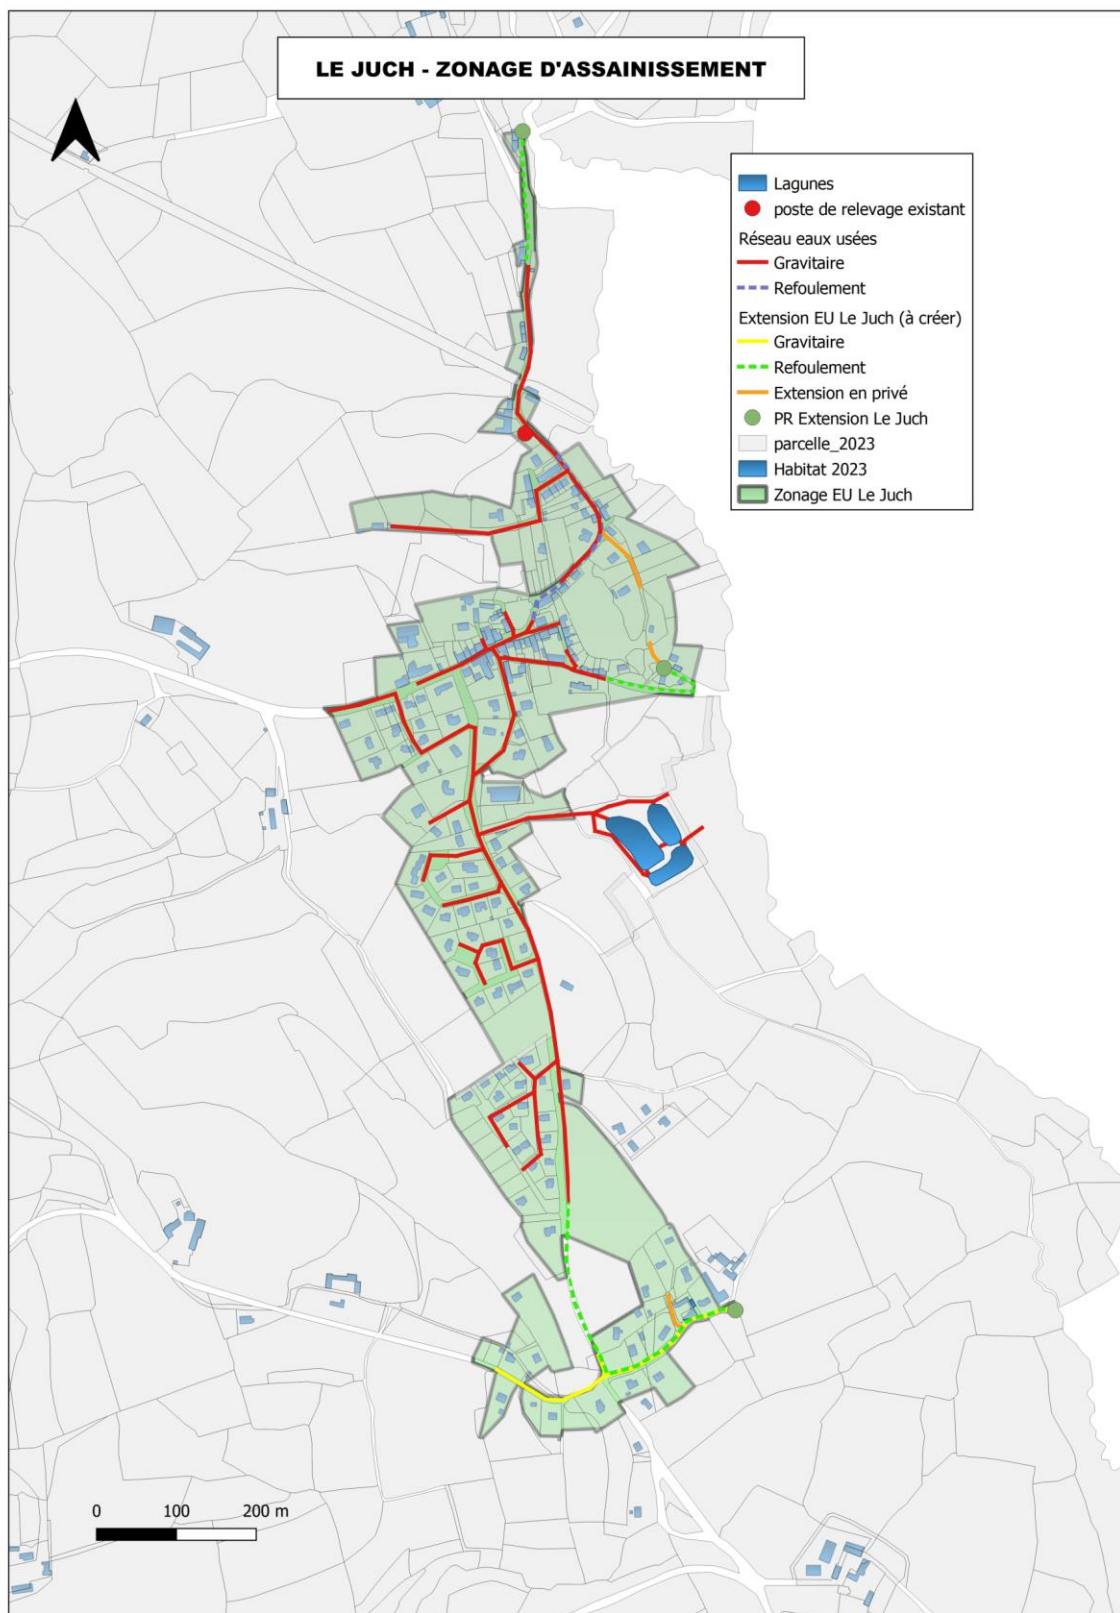 LE JUCH - ZONAGE D'ASSAINISSEMENT
Lagunes
poste de relevage existant
Réseau eaux usées
Gravitaire
Refoulement
Extension EU Le Juch (à créer)
Gravitaire
Refoulement
Extension en privé
PR Extension Le Juch
parcelle_2023
Habitat 2023
Zonage EU Le Juch
0 100 200 m